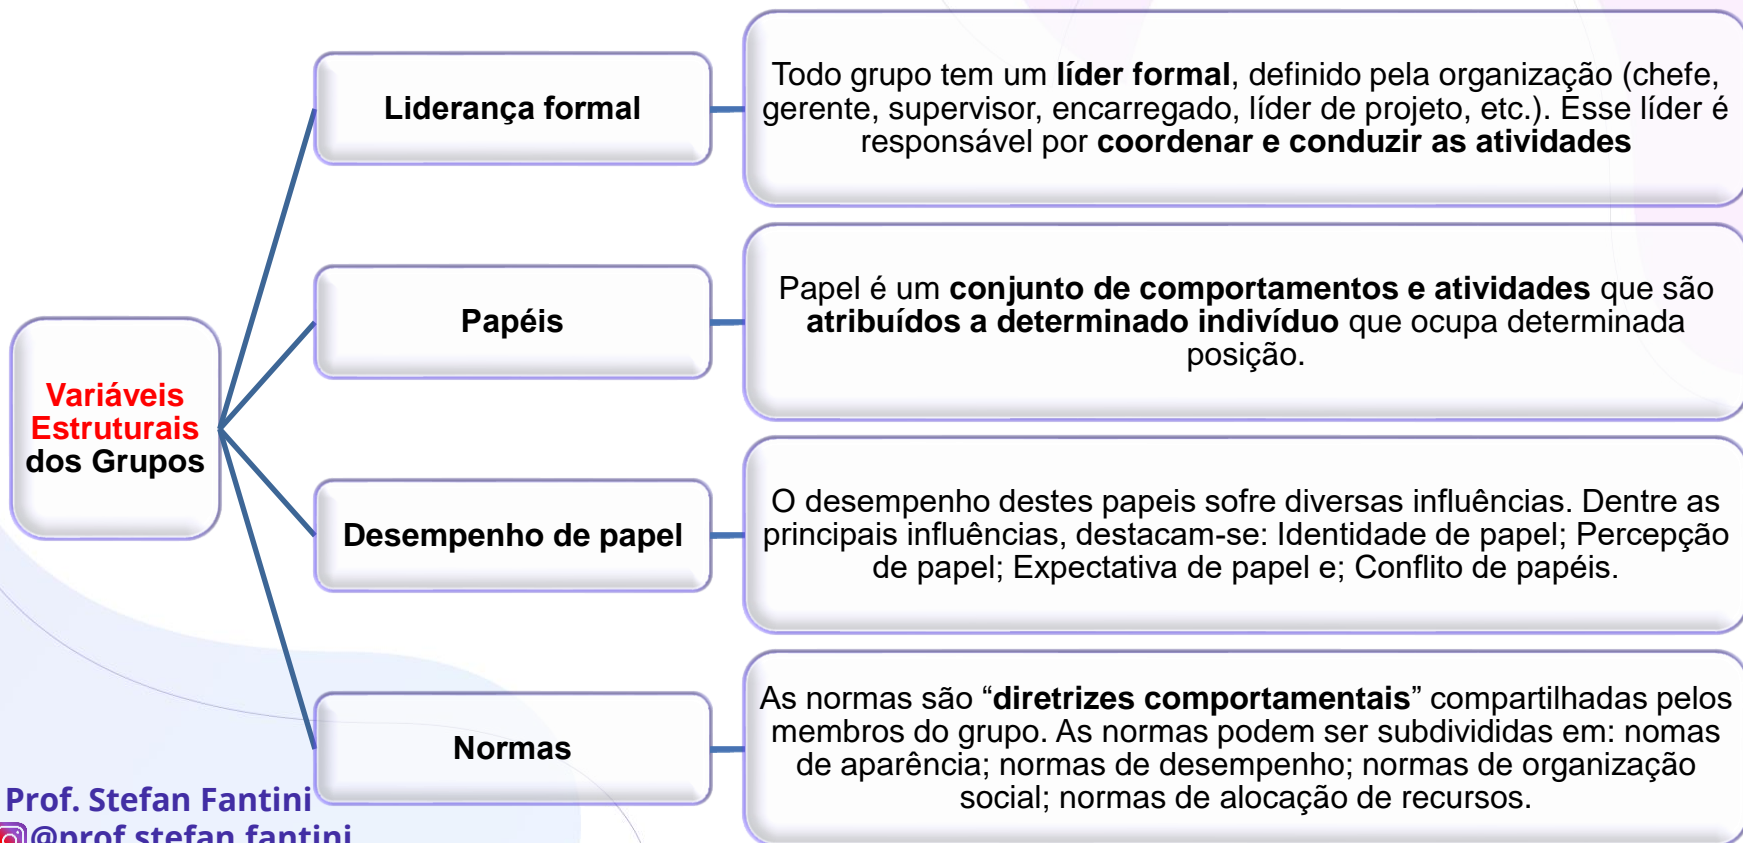 Variáveis
Estruturais
dos Grupos
Liderança formal
Todo grupo tem um líder formal, definido pela organização (chefe,
gerente, supervisor, encarregado, líder de projeto, etc.). Esse líder é
responsável por coordenar e conduzir as atividades
Papéis
Papel é um conjunto de comportamentos e atividades que são
atribuídos a determinado indivíduo que ocupa determinada
posição.
Desempenho de papel
O desempenho destes papeis sofre diversas influências. Dentre as
principais influências, destacam-se: Identidade de papel; Percepção
de papel; Expectativa de papel e; Conflito de papéis.
Normas
As normas são “diretrizes comportamentais” compartilhadas pelos
membros do grupo. As normas podem ser subdivididas em: nomas
de aparência; normas de desempenho; normas de organização
social; normas de alocação de recursos.
Prof. Stefan Fantini
@prof.stefan.fantini